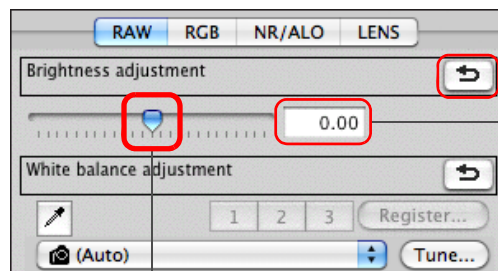 RAW RGB NR/ALO LENS
Brightness adjustment
0.00
White balance adjustment
1 2 3 Register...
(Auto) Tune...